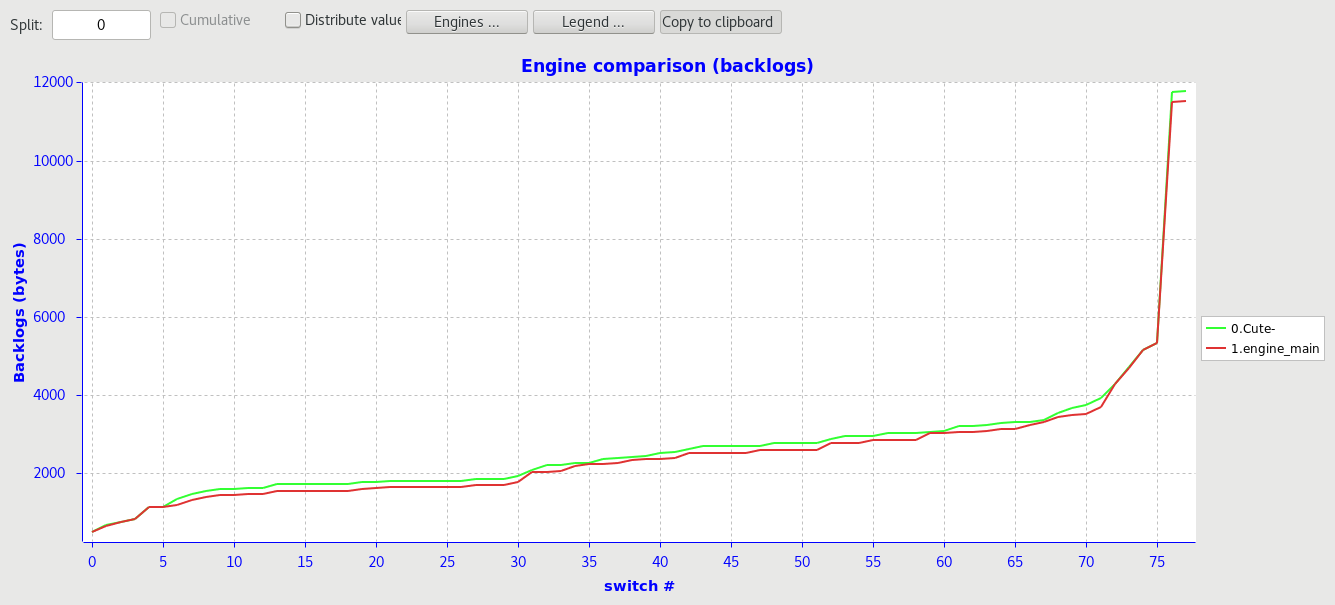 Split: 0 Cumulative Distribute value Engines ... Legend ... Copy to clipboard
Engine comparison (backlogs)
12000
10000
8000
6000
4000
2000
Backlogs (bytes)
0 5 10 15 20 25 30 35 40 45 50 55 60 65 70 75
switch #
0.Cute-
1.engine_main